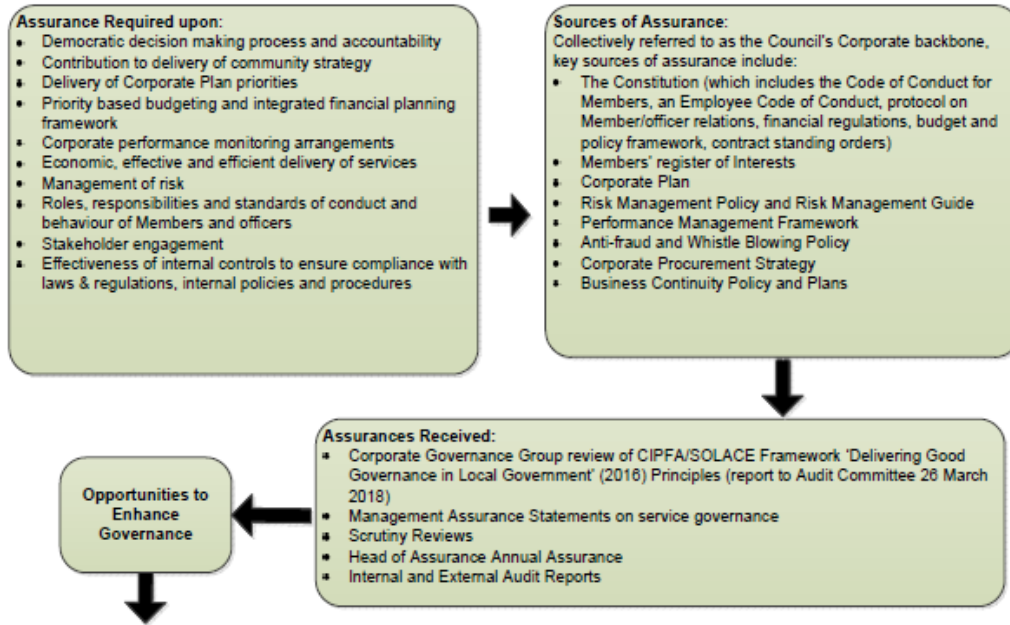 Assurance Required upon:
• Democratic decision making process and accountability
• Contribution to delivery of community strategy
• Delivery of Corporate Plan priorities
• Priority based budgeting and integrated financial planning
framework
• Corporate performance monitoring arrangements
• Economic, effective and efficient delivery of services
• Management of risk
• Roles, responsibilities and standards of conduct and
behaviour of Members and officers
• Stakeholder engagement
• Effectiveness of internal controls to ensure compliance with
laws & regulations, internal policies and procedures
Sources of Assurance:
Collectively referred to as the Council's Corporate backbone,
key sources of assurance include:
• The Constitution (which includes the Code of Conduct for
Members, an Employee Code of Conduct, protocol on
Member/officer relations, financial regulations, budget and
policy framework, contract standing orders)
• Members' register of Interests
• Corporate Plan
• Risk Management Policy and Risk Management Guide
• Performance Management Framework
• Anti-fraud and Whistle Blowing Policy
• Corporate Procurement Strategy
• Business Continuity Policy and Plans
Assurances Received:
• Corporate Governance Group review of CIPFA/SOLACE Framework 'Delivering Good
Governance in Local Government' (2016) Principles (report to Audit Committee 26 March
2018)
• Management Assurance Statements on service governance
• Scrutiny Reviews
• Head of Assurance Annual Assurance
• Internal and External Audit Reports
Opportunities to
Enhance
Governance